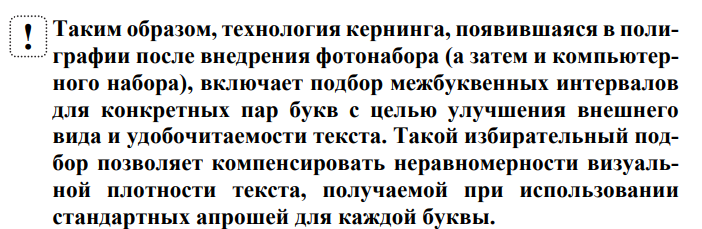 ! Таким образом, технология кернинга, появившаяся в поли-
графии после внедрения фотонабора (а затем и компьютер-
ного набора), включает подбор межбуквенных интервалов
для конкретных пар букв с целью улучшения внешнего
вида и удобочитаемости текста. Такой избирательный под-
бор позволяет компенсировать неравномерности визуаль-
ной плотности текста, получаемой при использовании
стандартных апрошей для каждой буквы.